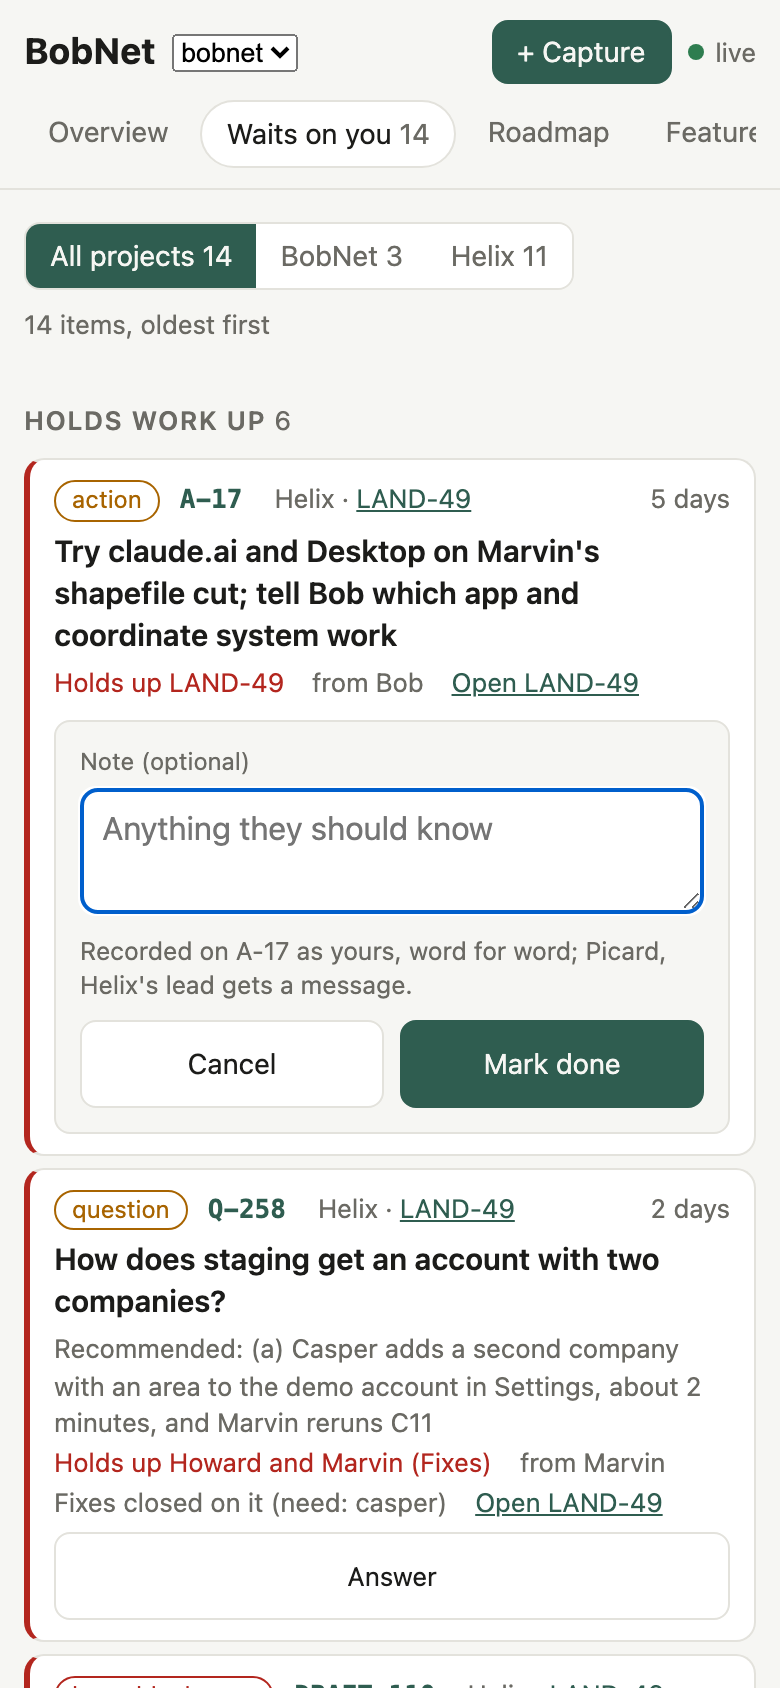 BobNet bobnet + Capture live
Overview Waits on you 14 Roadmap Feature
All projects 14 BobNet 3 Helix 11
14 items, oldest first
HOLDS WORK UP 6
action A–17 Helix · LAND-49 5 days
Try claude.ai and Desktop on Marvin's
shapefile cut; tell Bob which app and
coordinate system work
Holds up LAND-49 from Bob Open LAND-49
Note (optional)
Anything they should know
Recorded on A-17 as yours, word for word; Picard,
Helix's lead gets a message.
Cancel Mark done
question Q–258 Helix · LAND-49 2 days
How does staging get an account with two
companies?
Recommended: (a) Casper adds a second company
with an area to the demo account in Settings, about 2
minutes, and Marvin reruns C11
Holds up Howard and Marvin (Fixes) from Marvin
Fixes closed on it (need: casper) Open LAND-49
Answer